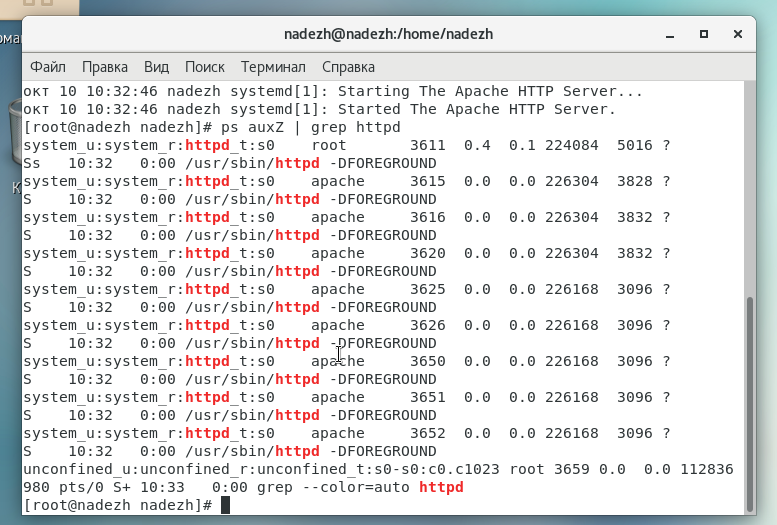 nadezh@nadezh:/home/nadezh
Файл Правка Вид Поиск Терминал Справка
окт 10 10:32:46 nadezh systemd[1]: Starting The Apache HTTP Server...
окт 10 10:32:46 nadezh systemd[1]: Started The Apache HTTP Server.
[root@nadezh nadezh]# ps auxZ | grep httpd
system_u:system_r:httpd_t:s0    root       3611  0.4  0.1 224084  5016 ?
Ss   10:32   0:00 /usr/sbin/httpd -DFOREGROUND
system_u:system_r:httpd_t:s0    apache     3615  0.0  0.0 226304  3828 ?
S    10:32   0:00 /usr/sbin/httpd -DFOREGROUND
system_u:system_r:httpd_t:s0    apache     3616  0.0  0.0 226304  3832 ?
S    10:32   0:00 /usr/sbin/httpd -DFOREGROUND
system_u:system_r:httpd_t:s0    apache     3620  0.0  0.0 226304  3832 ?
S    10:32   0:00 /usr/sbin/httpd -DFOREGROUND
system_u:system_r:httpd_t:s0    apache     3625  0.0  0.0 226168  3096 ?
S    10:32   0:00 /usr/sbin/httpd -DFOREGROUND
system_u:system_r:httpd_t:s0    apache     3626  0.0  0.0 226168  3096 ?
S    10:32   0:00 /usr/sbin/httpd -DFOREGROUND
system_u:system_r:httpd_t:s0    apache     3650  0.0  0.0 226168  3096 ?
S    10:32   0:00 /usr/sbin/httpd -DFOREGROUND
system_u:system_r:httpd_t:s0    apache     3651  0.0  0.0 226168  3096 ?
S    10:32   0:00 /usr/sbin/httpd -DFOREGROUND
system_u:system_r:httpd_t:s0    apache     3652  0.0  0.0 226168  3096 ?
S    10:32   0:00 /usr/sbin/httpd -DFOREGROUND
unconfined_u:unconfined_r:unconfined_t:s0-s0:c0.c1023 root 3659 0.0  0.0 112836
980 pts/0 S+ 10:33   0:00 grep --color=auto httpd
[root@nadezh nadezh]#